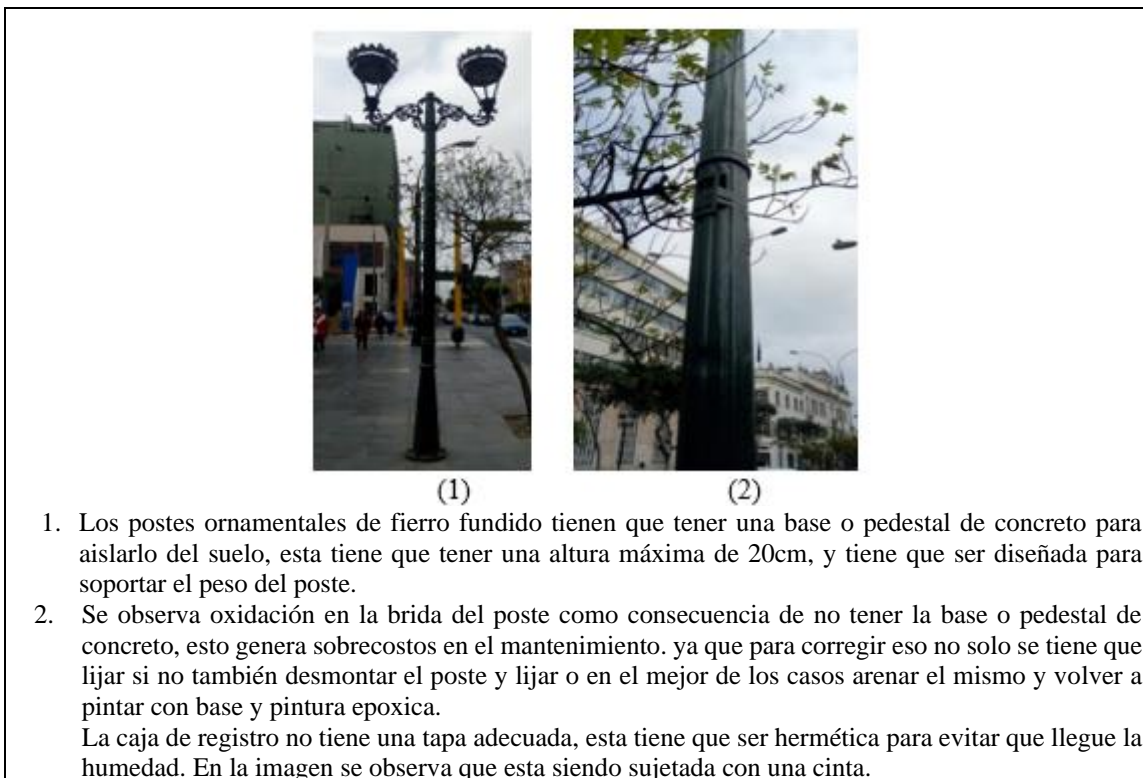 (1) (2)
1. Los postes ornamentales de fierro fundido tienen que tener una base o pedestal de concreto para
aislarlo del suelo, esta tiene que tener una altura máxima de 20cm, y tiene que ser diseñada para
soportar el peso del poste.
2. Se observa oxidación en la brida del poste como consecuencia de no tener la base o pedestal de
concreto, esto genera sobrecostos en el mantenimiento. ya que para corregir eso no solo se tiene que
lijar si no también desmontar el poste y lijar o en el mejor de los casos arenar el mismo y volver a
pintar con base y pintura epoxica.
La caja de registro no tiene una tapa adecuada, esta tiene que ser hermética para evitar que llegue la
humedad. En la imagen se observa que esta siendo sujetada con una cinta.